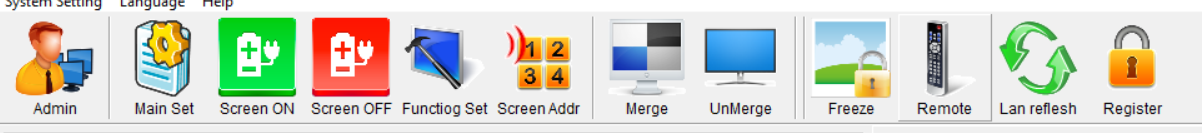 System Setting Language Help
1 2
3 4
Admin Main Set Screen ON Screen OFF Functiog Set Screen Addr Merge UnMerge Freeze Remote Lan reflesh Register